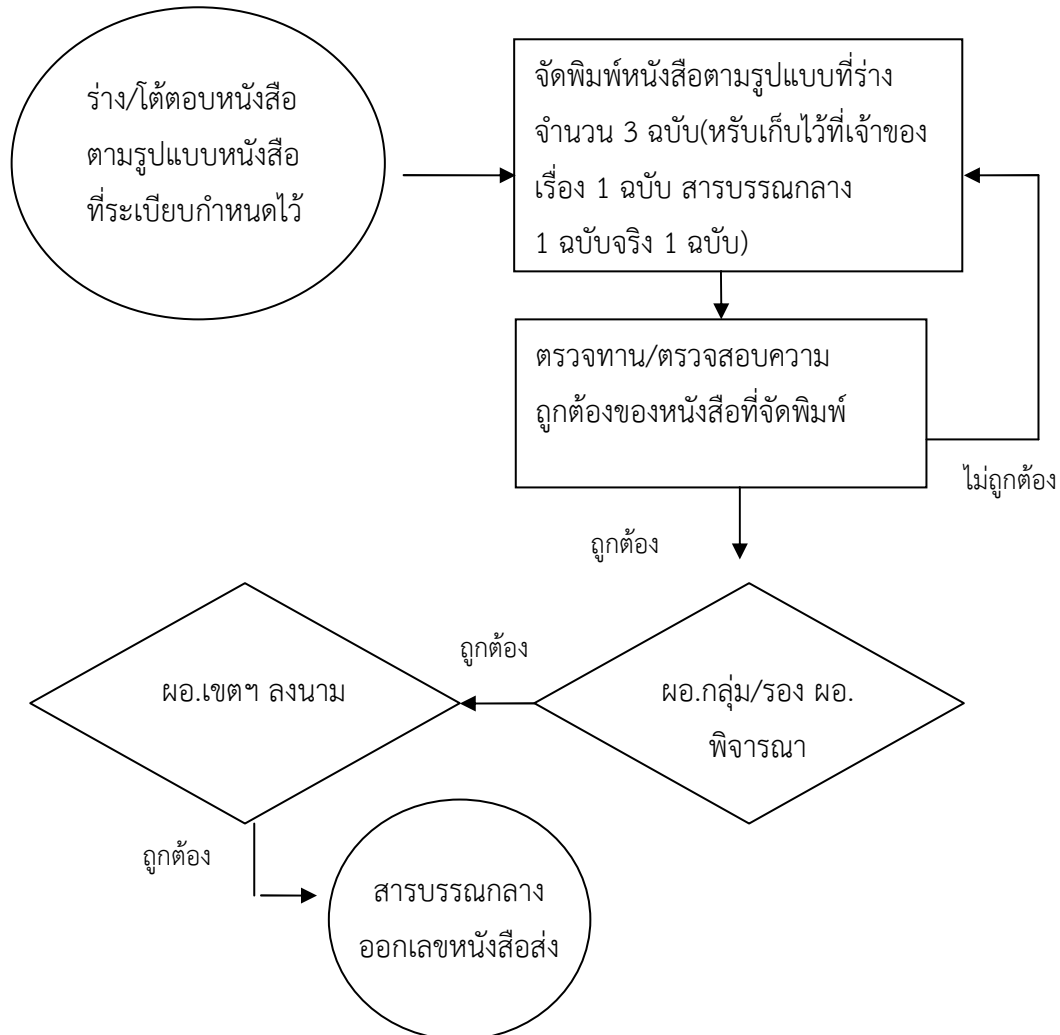 ร่าง/โต้ตอบหนังสือ
ตามรูปแบบหนังสือ
ที่ระเบียบกำหนดไว้
จัดพิมพ์หนังสือตามรูปแบบที่ร่าง
จำนวน 3 ฉบับ(หรับเก็บไว้ที่เจ้าของ
เรื่อง 1 ฉบับ สารบรรณกลาง
1 ฉบับจริง 1 ฉบับ)
ตรวจทาน/ตรวจสอบความ
ถูกต้องของหนังสือที่จัดพิมพ์
ไม่ถูกต้อง
ถูกต้อง
ผอ.กลุ่ม/รอง ผอ.
พิจารณา
ถูกต้อง
ผอ.เขตฯ ลงนาม
ถูกต้อง
สารบรรณกลาง
ออกเลขหนังสือส่ง